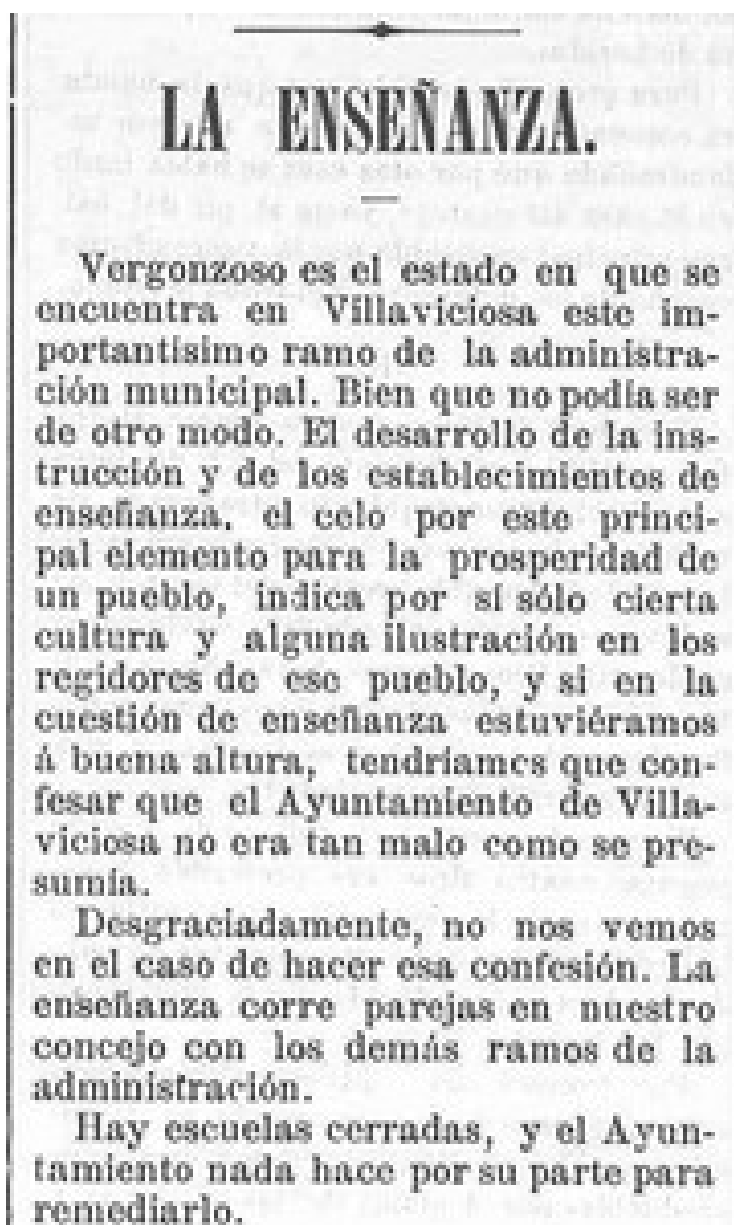 LA ENSEÑANZA.
Vergonzoso es el estado en que se
encuentra en Villaviciosa este im-
portantísimo ramo de la administra-
ción municipal. Bien que no podía ser
de otro modo. El desarrollo de la ins-
trucción y de los establecimientos de
enseñanza, el celo por este princi-
pal elemento para la prosperidad de
un pueblo, indica por sí sólo cierta
cultura y alguna ilustración en los
regidores de ese pueblo, y si en la
cuestión de enseñanza estuviéramos
á buena altura, tendríamos que con-
fesar que el Ayuntamiento de Villa-
viciosa no era tan malo como se pre-
sumía.
Desgraciadamente, no nos vemos
en el caso de hacer esa confesión. La
enseñanza corre parejas en nuestro
concejo con los demás ramos de la
administración.
Hay escuelas cerradas, y el Ayun-
tamiento nada hace por su parte para
remediarlo.